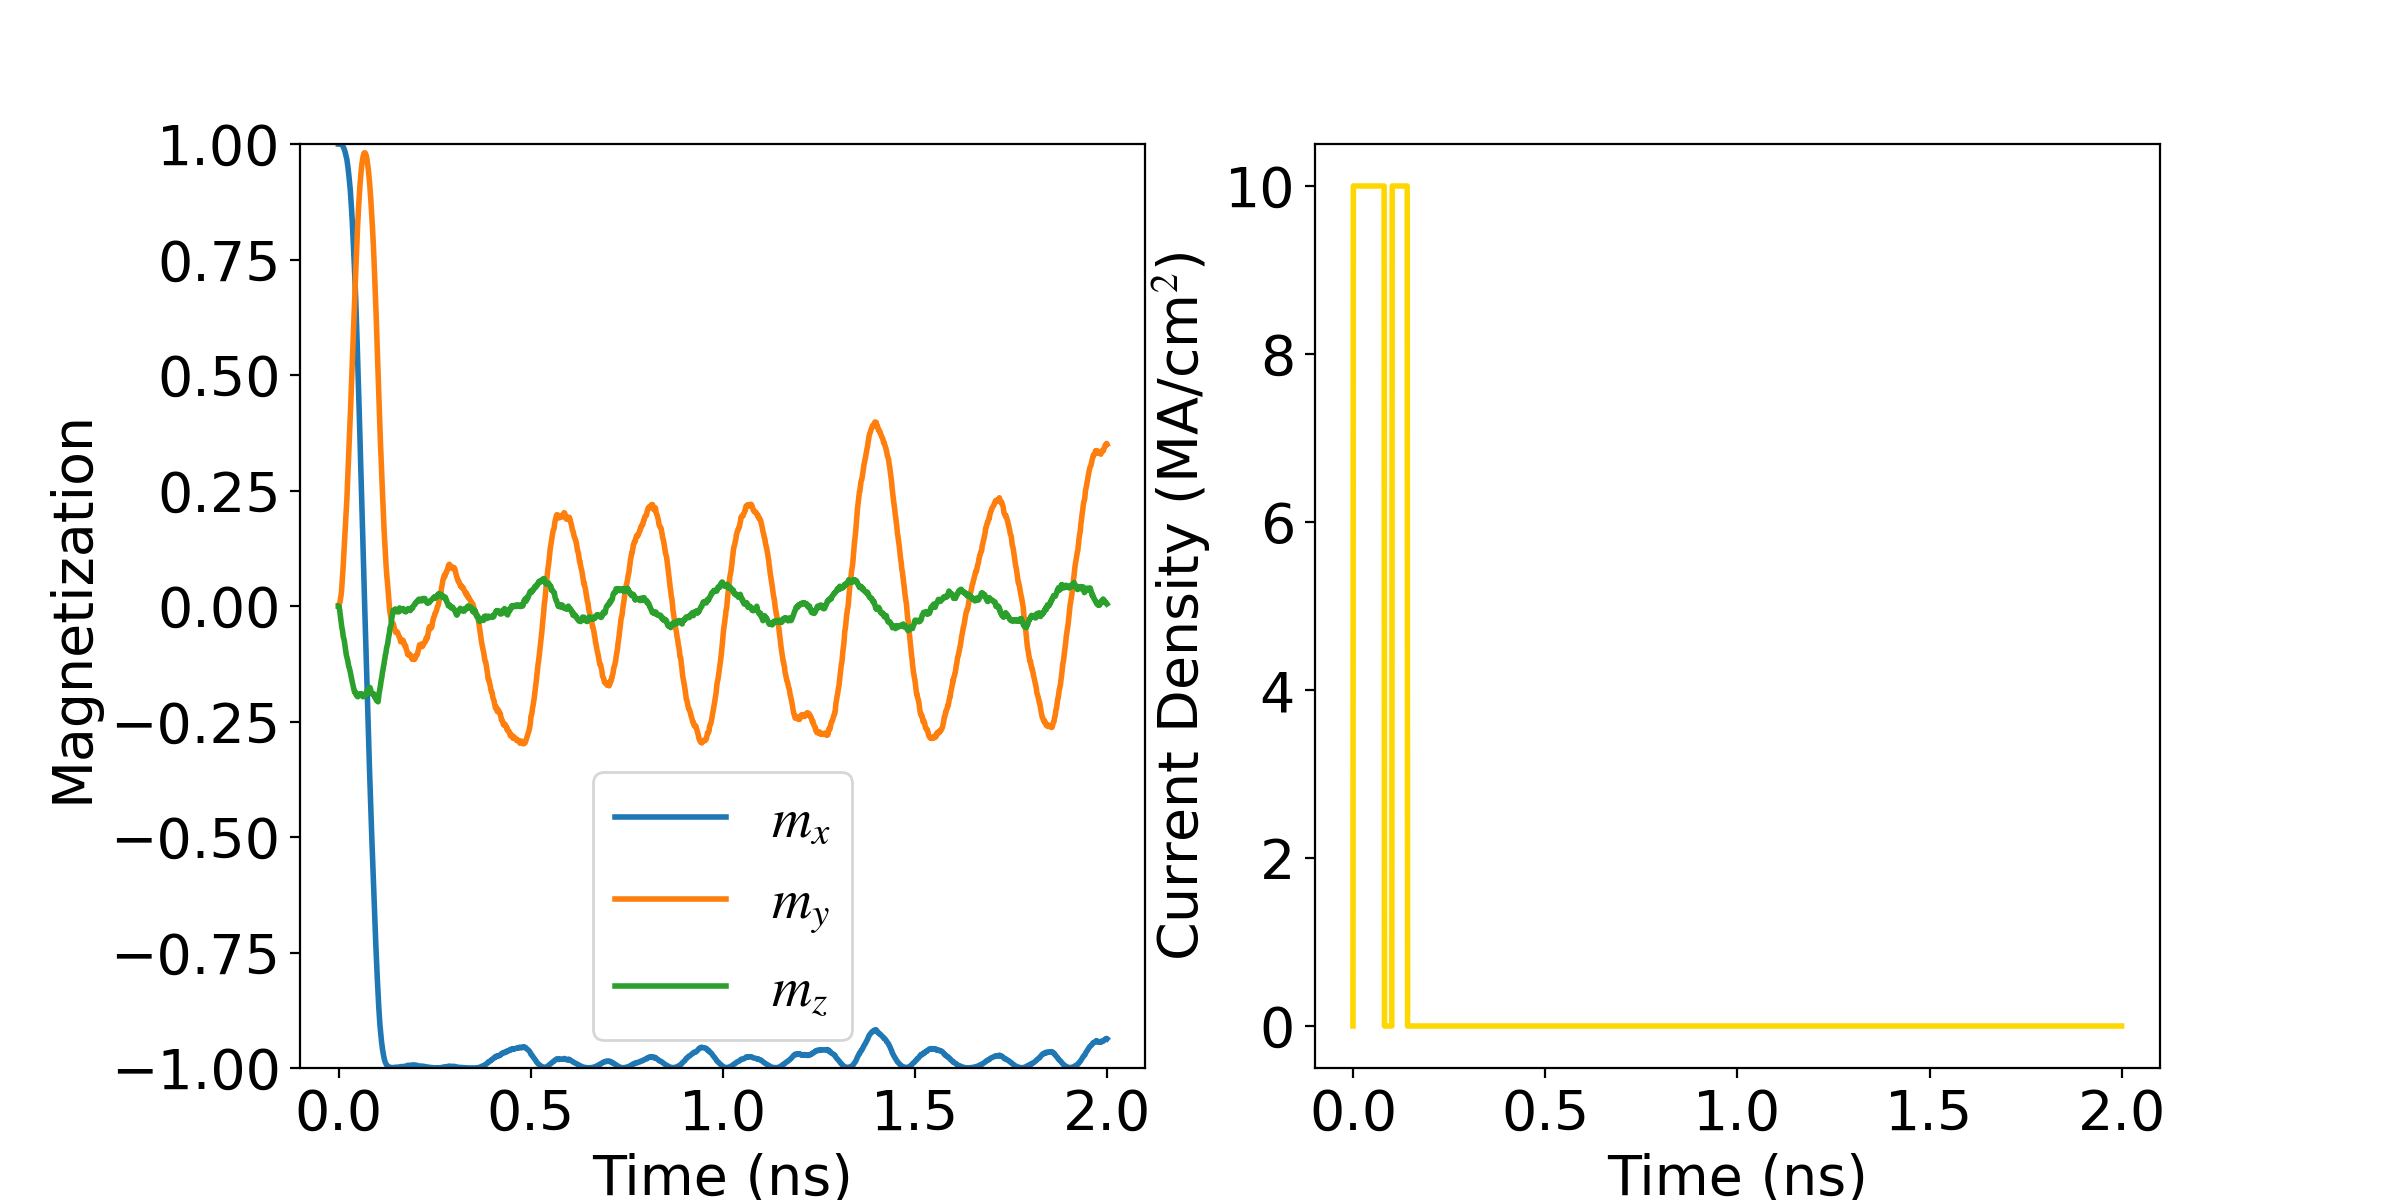 Magnetization
1.00
0.75
0.50
0.25
0.00
−0.25
−0.50
−0.75
−1.00
0.0 0.5 1.0 1.5 2.0
Time (ns)
m_x
m_y
m_z
Current Density (MA/cm²)
10
8
6
4
2
0
0.0 0.5 1.0 1.5 2.0
Time (ns)